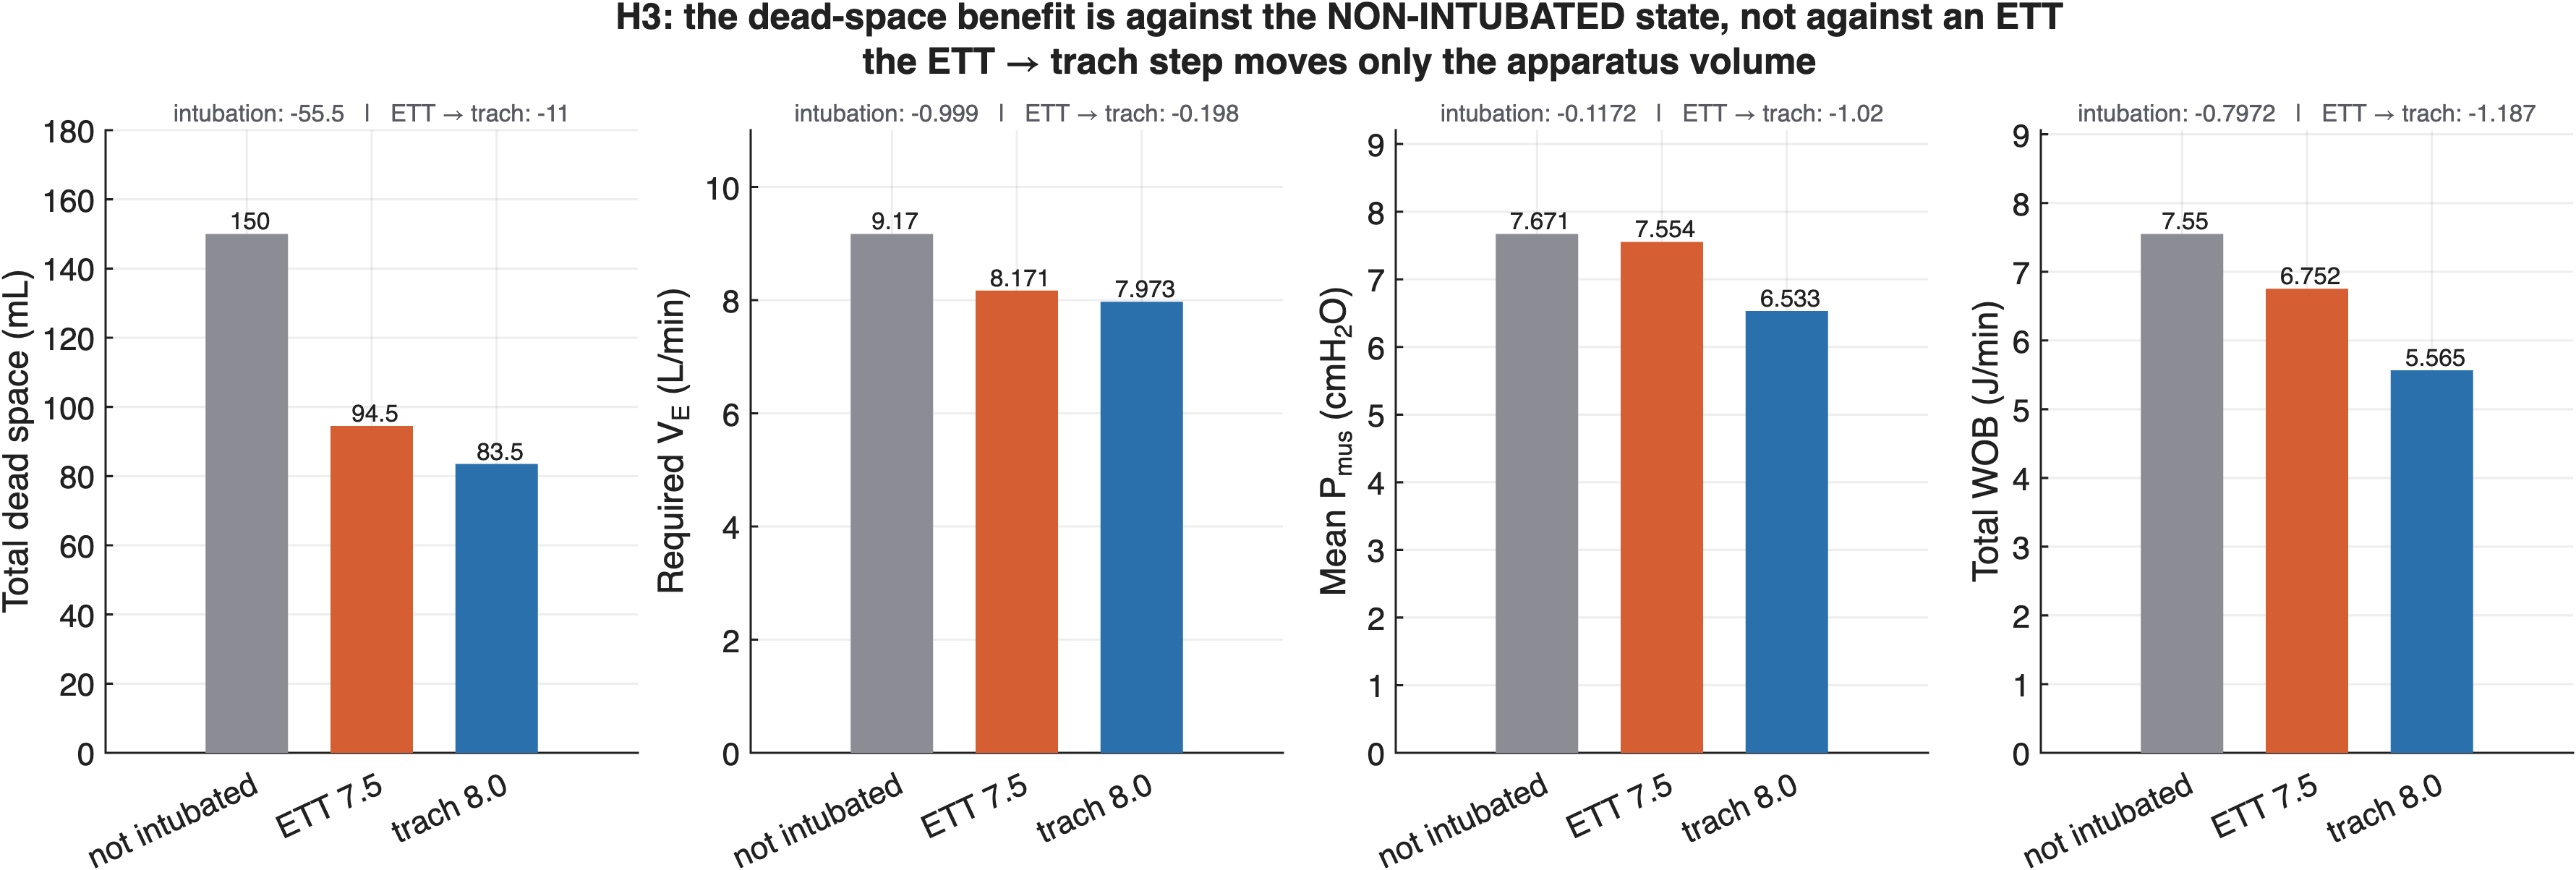 H3: the dead-space benefit is against the NON-INTUBATED state, not against an ETT
the ETT → trach step moves only the apparatus volume
intubation: -55.5 | ETT → trach: -11
Total dead space (mL)
180
160
140
120
100
80
60
40
20
0
150
94.5
83.5
not intubated
ETT 7.5
trach 8.0
intubation: -0.999 | ETT → trach: -0.198
Required V_E (L/min)
10
8
6
4
2
0
9.17
8.171
7.973
not intubated
ETT 7.5
trach 8.0
intubation: -0.1172 | ETT → trach: -1.02
Mean P_mus (cmH₂O)
9
8
7
6
5
4
3
2
1
0
7.671
7.554
6.533
not intubated
ETT 7.5
trach 8.0
intubation: -0.7972 | ETT → trach: -1.187
Total WOB (J/min)
9
8
7
6
5
4
3
2
1
0
7.55
6.752
5.565
not intubated
ETT 7.5
trach 8.0